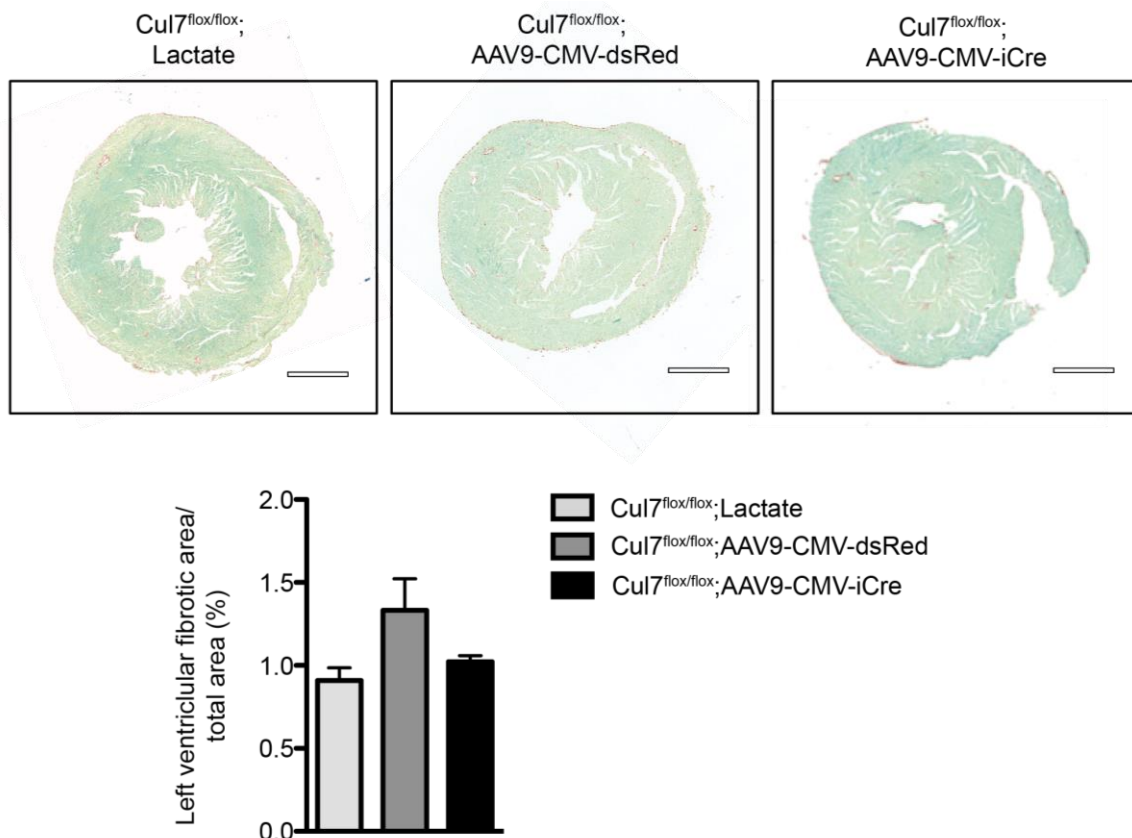 Cul7flox/flox;
Lactate
Cul7flox/flox;
AAV9-CMV-dsRed
Cul7flox/flox;
AAV9-CMV-iCre
Left ventriclular fibrotic area/
total area (%)
2.0
1.5
1.0
0.5
0.0
Cul7flox/flox;Lactate
Cul7flox/flox;AAV9-CMV-dsRed
Cul7flox/flox;AAV9-CMV-iCre